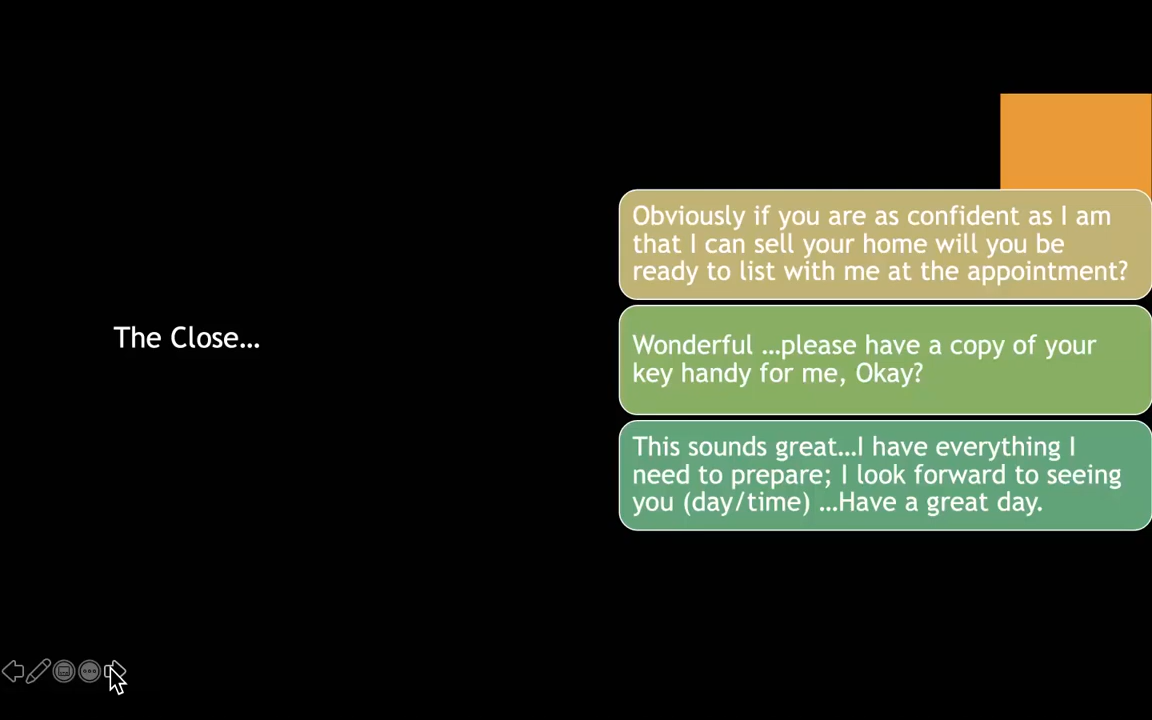 The Close…
Obviously if you are as confident as I am
that I can sell your home will you be
ready to list with me at the appointment?
Wonderful …please have a copy of your
key handy for me, Okay?
This sounds great…I have everything I
need to prepare; I look forward to seeing
you (day/time) …Have a great day.